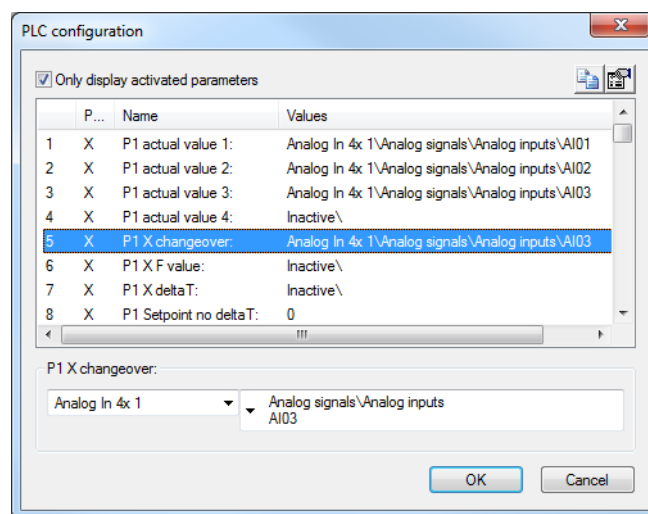 PLC configuration
Only display activated parameters
P... Name Values
1 X P1 actual value 1: Analog In 4x 1\Analog signals\Analog inputs\AI01
2 X P1 actual value 2: Analog In 4x 1\Analog signals\Analog inputs\AI02
3 X P1 actual value 3: Analog In 4x 1\Analog signals\Analog inputs\AI03
4 X P1 actual value 4: Inactive\
5 X P1 X changeover: Analog In 4x 1\Analog signals\Analog inputs\AI03
6 X P1 X F value: Inactive\
7 X P1 X deltaT: Inactive\
8 X P1 Setpoint no deltaT: 0
P1 X changeover:
Analog In 4x 1 Analog signals\Analog inputs
AI03
OK Cancel